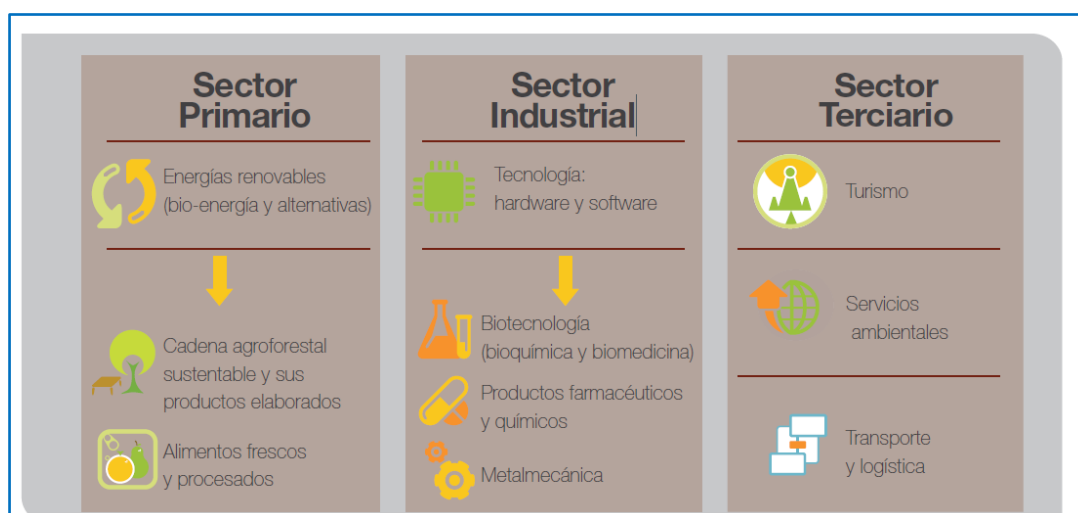 Sector
Primario
Energías renovables
(bio-energía y alternativas)
Cadena agroforestal
sustentable y sus
productos elaborados
Alimentos frescos
y procesados
Sector
Industrial
Tecnología:
hardware y software
Biotecnología
(bioquímica y biomedicina)
Productos farmacéuticos
y químicos
Metalmecánica
Sector
Terciario
Turismo
Servicios
ambientales
Transporte
y logística